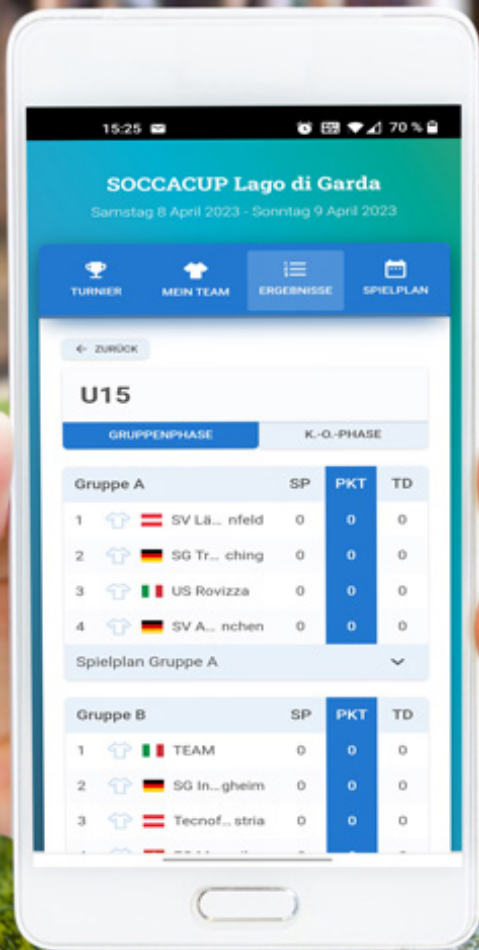 15:25 70 %
SOCCACUP Lago di Garda
Samstag 8 April 2023 - Sonntag 9 April 2023
TURNIER MEIN TEAM ERGEBNISSE SPIELPLAN
← ZURÜCK
U15
GRUPPENPHASE K.-O.-PHASE
Gruppe A SP PKT TD
1 SV Lä... nfeld 0 0 0
2 SG Tr... ching 0 0 0
3 US Rovizza 0 0 0
4 SV A... nchen 0 0 0
Spielplan Gruppe A
Gruppe B SP PKT TD
1 TEAM 0 0 0
2 SG In... gheim 0 0 0
3 Tecnof... stria 0 0 0